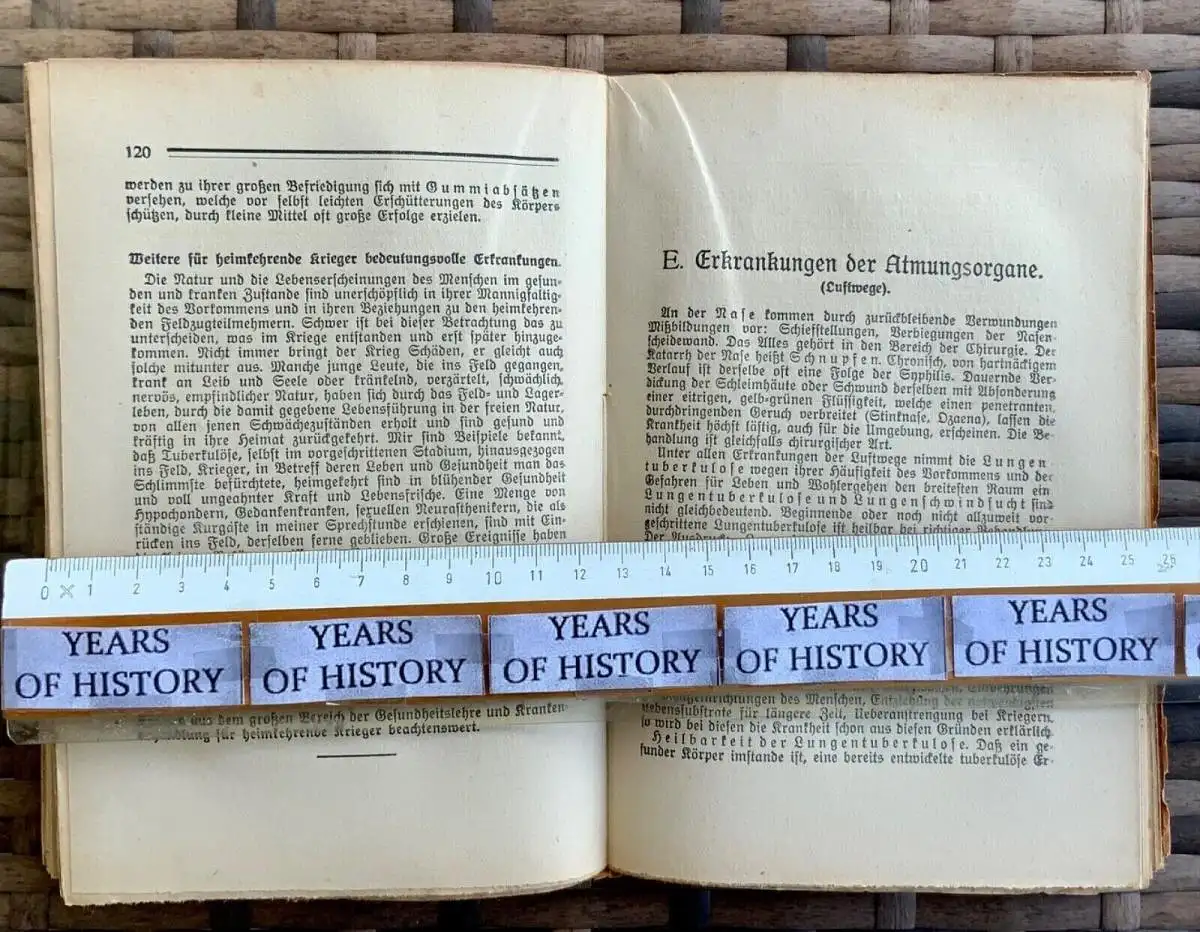 120
werden zu ihrer großen Befriedigung sich mit Gummiabsätzen
versehen, welche vor selbst leichten Erschütterungen des Körpers
schützen, durch kleine Mittel oft große Erfolge erzielen.
Weitere für heimkehrende Krieger bedeutungsvolle Erkrankungen.
Die Natur und die Lebenserscheinungen des Menschen im gesun-
den und kranken Zustande sind unerschöpflich in ihrer Mannigfaltig-
keit des Vorkommens und in ihren Beziehungen zu den heimkehren-
den Feldzugteilnehmern. Schwer ist bei dieser Betrachtung das zu
unterscheiden, was im Kriege entstanden und erst später hinzuge-
kommen. Nicht immer bringt der Krieg Schäden, er gleicht auch
solche mitunter aus. Manche junge Leute, die ins Feld gegangen,
krank an Leib und Seele oder kränkelnd, verzärtelt, schwächlich,
nervös, empfindlicher Natur, haben sich durch das Feld- und Lager-
leben, durch die damit gegebene Lebensführung in der freien Natur,
von allen jenen Schwächezuständen erholt und sind gesund und
kräftig in ihre Heimat zurückgekehrt. Mir sind Beispiele bekannt,
daß Tuberkulöse, selbst im vorgeschrittenen Stadium, hinausgezogen
ins Feld, Krieger, in Betreff deren Leben und Gesundheit man das
Schlimmste befürchtete, heimgekehrt sind in blühender Gesundheit
und voll ungeahnter Kraft und Lebensfrische. Eine Menge von
Hypochondern, Gedankenkranken, sexuellen Neurasthenikern, die als
ständige Kurgäste in meiner Sprechstunde erschienen, sind mit Ein-
rücken ins Feld, derselben ferne geblieben. Große Ereignisse haben
aus dem großen Bereich der Gesundheitslehre und Kranken-
für heimkehrende Krieger beachtenswert.
E. Erkrankungen der Atmungsorgane.
(Luftwege).
An der Nase kommen durch zurückbleibende Verwundungen
Mißbildungen vor: Schiefstellungen, Verbiegungen der Nasen-
scheidewand. Das Alles gehört in den Bereich der Chirurgie. Der
Katarrh der Nase heißt Schnupfen. Chronisch, von hartnäckigem
Verlauf ist derselbe oft eine Folge der Syphilis. Dauernde Ver-
dickung der Schleimhäute oder Schwund derselben mit Absonderung
einer eitrigen, gelb-grünen Flüssigkeit, welche einen penetranten,
durchdringenden Geruch verbreitet (Stinknase, Ozaena), lassen die
Krankheit höchst lästig, auch für die Umgebung, erscheinen. Die Be-
handlung ist gleichfalls chirurgischer Art.
Unter allen Erkrankungen der Luftwege nimmt die Lungen-
tuberkulose wegen ihrer Häufigkeit des Vorkommens und der
Gefahren für Leben und Wohlergehen den breitesten Raum ein.
Lungentuberkulose und Lungenschwindsucht sind
nicht gleichbedeutend. Beginnende oder noch nicht allzuweit vor-
geschrittene Lungentuberkulose ist heilbar bei richtiger Behandlung.
Der
0 1 2 3 4 5 6 7 8 9 10 11 12 13 14 15 16 17 18 19 20 21 22 23 24 25 26
YEARS
OF HISTORY
YEARS
OF HISTORY
YEARS
OF HISTORY
YEARS
OF HISTORY
YEARS
OF HISTORY
des Menschen, Entziehung der notwendigsten
Lebenssubstrate für längere Zeit, Ueberanstrengung bei Kriegern,
so wird bei diesen die Krankheit schon aus diesen Gründen erklärlich.
Heilbarkeit der Lungentuberkulose. Daß ein ge-
sunder Körper imstande ist, eine bereits entwickelte tuberkulöse Er-